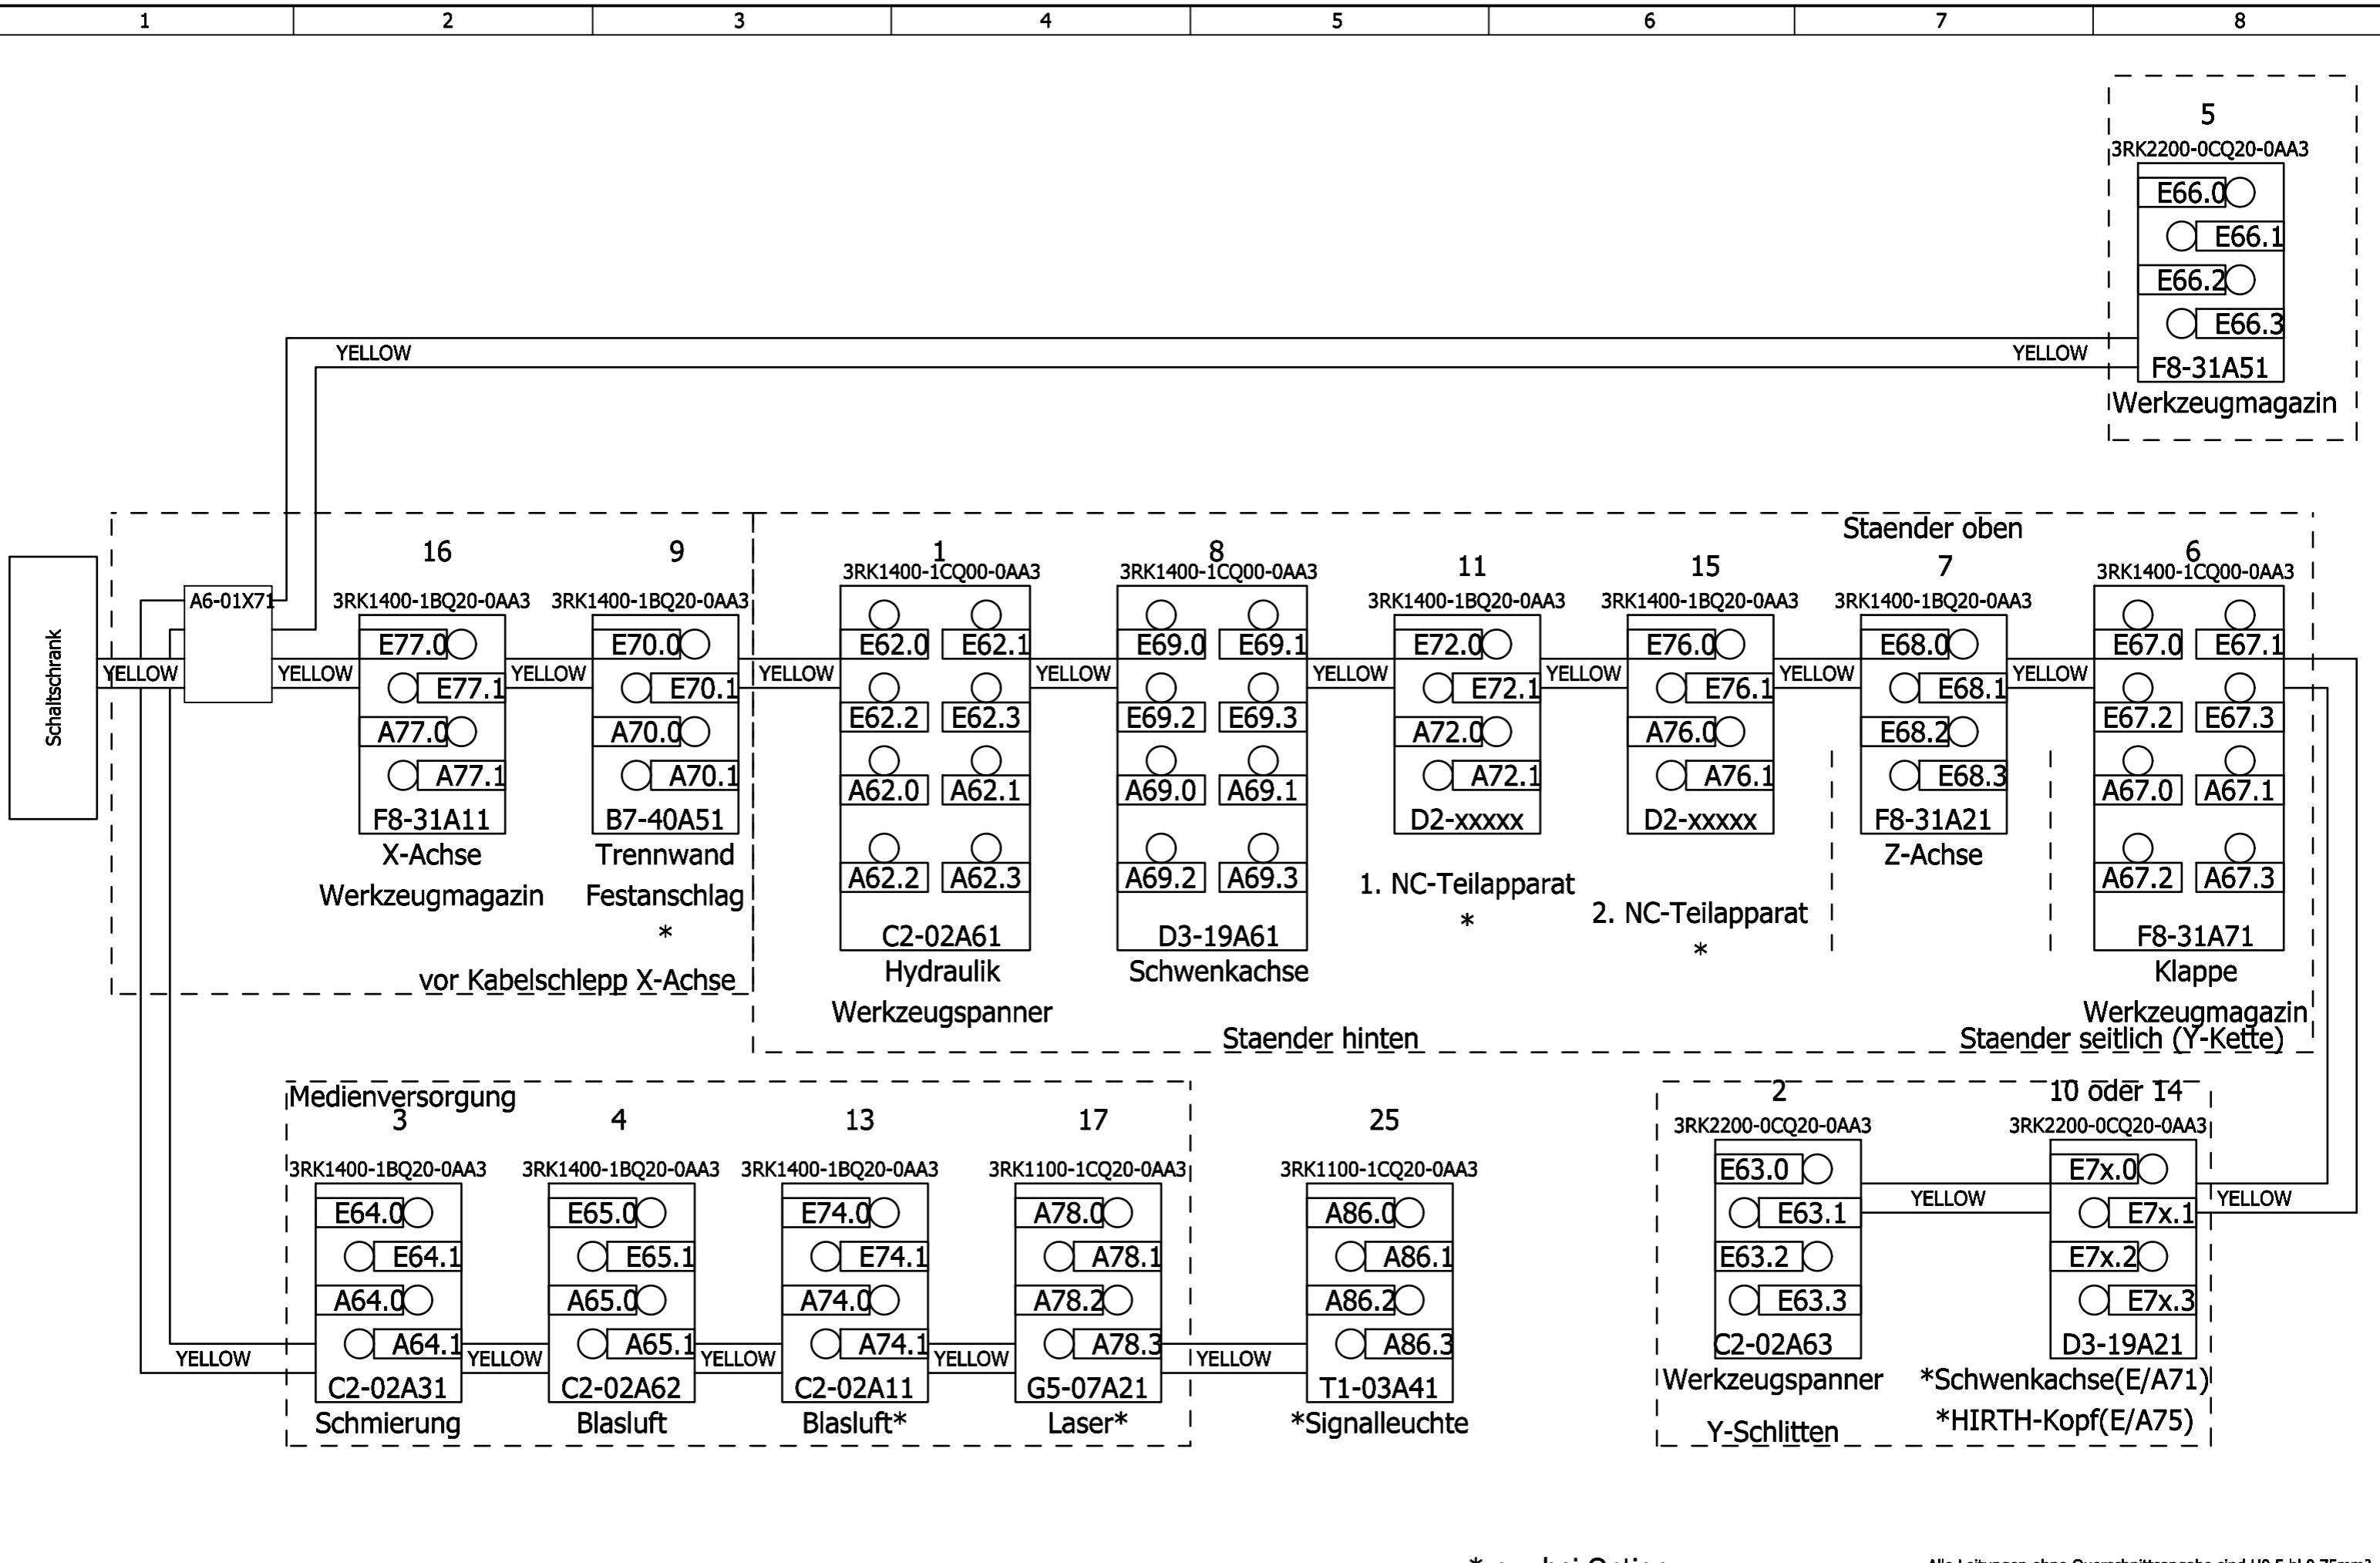 1 2 3 4 5 6 7 8
5
3RK2200-0CQ20-0AA3
E66.0
E66.1
E66.2
E66.3
F8-31A51
Werkzeugmagazin
YELLOW YELLOW
Schaltschrank
YELLOW
A6-01X71
YELLOW
16
3RK1400-1BQ20-0AA3
E77.0
E77.1
A77.0
A77.1
F8-31A11
X-Achse
Werkzeugmagazin
YELLOW
9
3RK1400-1BQ20-0AA3
E70.0
E70.1
A70.0
A70.1
B7-40A51
Trennwand
Festanschlag
*
vor Kabelschlepp X-Achse
YELLOW
1
3RK1400-1CQ00-0AA3
E62.0 E62.1
E62.2 E62.3
A62.0 A62.1
A62.2 A62.3
C2-02A61
Hydraulik
Werkzeugspanner
YELLOW
8
3RK1400-1CQ00-0AA3
E69.0 E69.1
E69.2 E69.3
A69.0 A69.1
A69.2 A69.3
D3-19A61
Schwenkachse
Staender hinten
YELLOW
11
3RK1400-1BQ20-0AA3
E72.0
E72.1
A72.0
A72.1
D2-xxxxx
1. NC-Teilapparat
*
YELLOW
15
3RK1400-1BQ20-0AA3
E76.0
E76.1
A76.0
A76.1
D2-xxxxx
2. NC-Teilapparat
*
YELLOW
Staender oben
7
3RK1400-1BQ20-0AA3
E68.0
E68.1
E68.2
E68.3
F8-31A21
Z-Achse
YELLOW
6
3RK1400-1CQ00-0AA3
E67.0 E67.1
E67.2 E67.3
A67.0 A67.1
A67.2 A67.3
F8-31A71
Klappe
Werkzeugmagazin
Staender seitlich (Y-Kette)
Medienversorgung
YELLOW
3
3RK1400-1BQ20-0AA3
E64.0
E64.1
A64.0
A64.1
C2-02A31
Schmierung
YELLOW
4
3RK1400-1BQ20-0AA3
E65.0
E65.1
A65.0
A65.1
C2-02A62
Blasluft
YELLOW
13
3RK1400-1BQ20-0AA3
E74.0
E74.1
A74.0
A74.1
C2-02A11
Blasluft*
YELLOW
17
3RK1100-1CQ20-0AA3
A78.0
A78.1
A78.2
A78.3
G5-07A21
Laser*
YELLOW
25
3RK1100-1CQ20-0AA3
A86.0
A86.1
A86.2
A86.3
T1-03A41
*Signalleuchte
2
3RK2200-0CQ20-0AA3
E63.0
E63.1
E63.2
E63.3
C2-02A63
Werkzeugspanner
Y-Schlitten
YELLOW
10 oder 14
3RK2200-0CQ20-0AA3
E7x.0
E7x.1
E7x.2
E7x.3
D3-19A21
*Schwenkachse(E/A71)
*HIRTH-Kopf(E/A75)
YELLOW